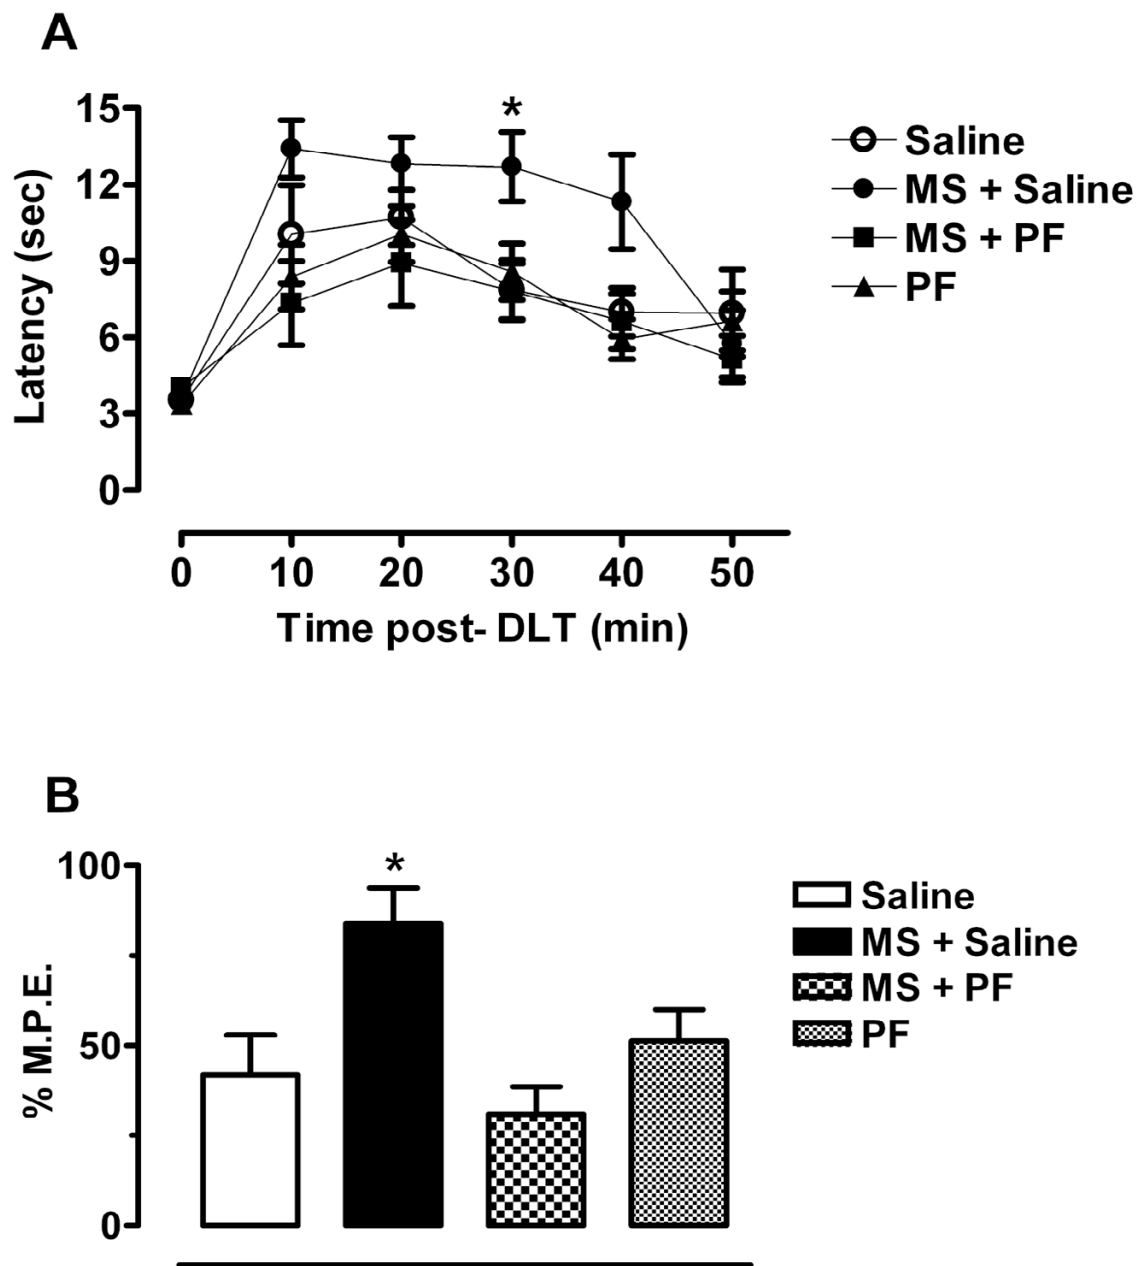 A
*
15
12
9
6
3
0
Latency (sec)
0 10 20 30 40 50
Time post- DLT (min)
Saline
MS + Saline
MS + PF
PF
B
*
100
50
0
% M.P.E.
Saline
MS + Saline
MS + PF
PF